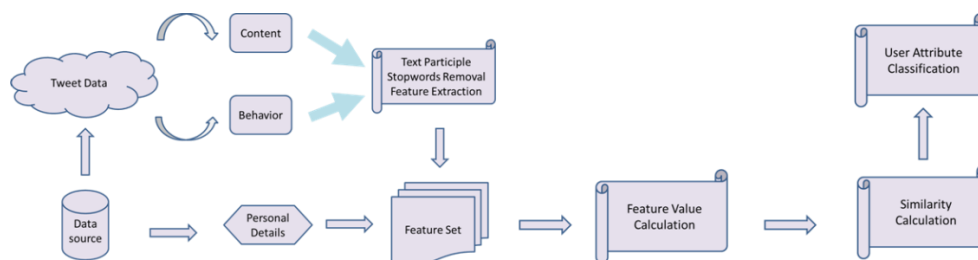 Content
Tweet Data
Behavior
Text Participle
Stopwords Removal
Feature Extraction
User Attribute
Classification
Data
source
Personal
Details
Feature Set
Feature Value
Calculation
Similarity
Calculation